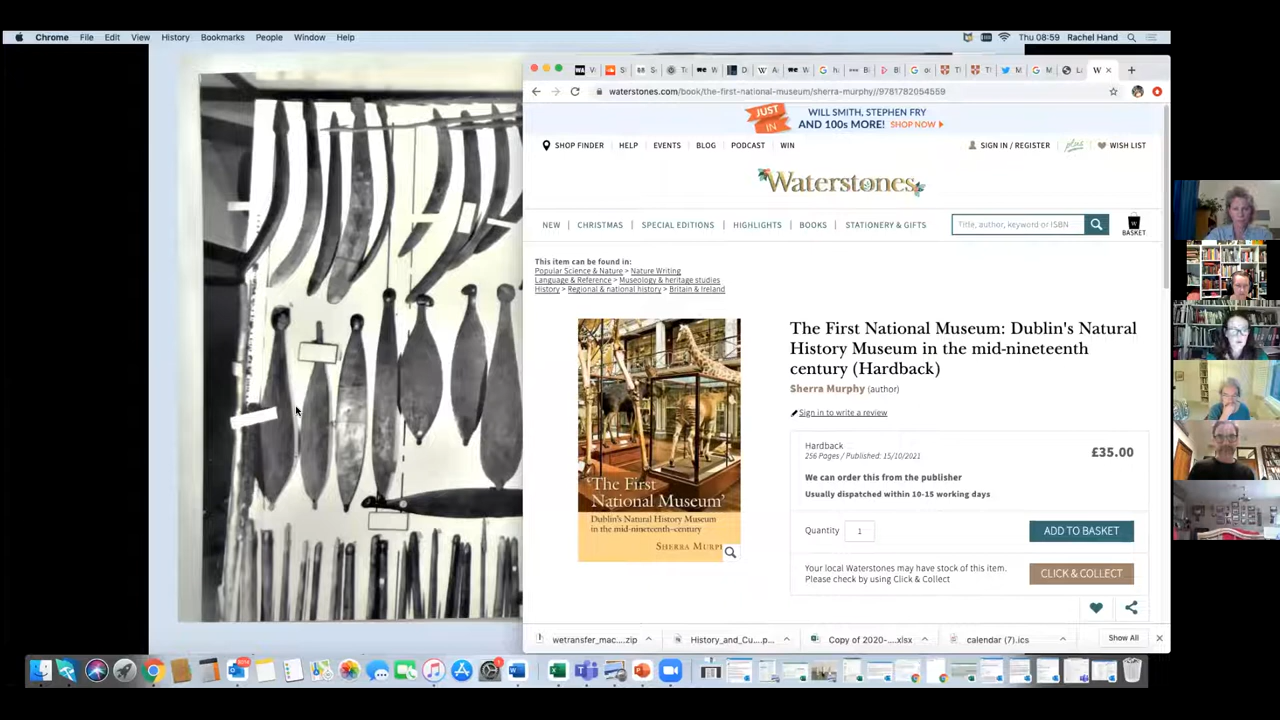 Chrome File Edit View History Bookmarks People Window Help
Thu 08:59 Rachel Hand
waterstones.com/book/the-first-national-museum/sherra-murphy//9781782054559
JUST IN
WILL SMITH, STEPHEN FRY
AND 100s MORE! SHOP NOW
SHOP FINDER HELP EVENTS BLOG PODCAST WIN
SIGN IN / REGISTER plus WISH LIST
Waterstones
NEW | CHRISTMAS | SPECIAL EDITIONS | HIGHLIGHTS | BOOKS | STATIONERY & GIFTS
Title, author, keyword or ISBN
BASKET
This item can be found in:
Popular Science & Nature > Nature Writing
Language & Reference > Museology & heritage studies
History > Regional & national history > Britain & Ireland
The First National Museum: Dublin's Natural
History Museum in the mid-nineteenth
century (Hardback)
Sherra Murphy (author)
Sign in to write a review
Hardback
256 Pages / Published: 15/10/2021
£35.00
We can order this from the publisher
Usually dispatched within 10-15 working days
Quantity 1 ADD TO BASKET
Your local Waterstones may have stock of this item.
Please check by using Click & Collect
CLICK & COLLECT
'The First
National Museum'
Dublin's Natural History Museum
in the mid-nineteenth-century
SHERRA MURP
wetransfer_mac....zip History_and_Cu....p... Copy of 2020-....xlsx calendar (7).ics Show All